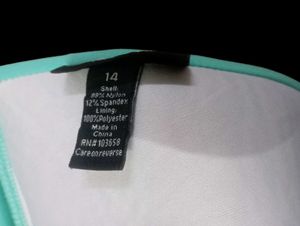 14
Shell:
88% Nylon
12% Spandex
Lining:
100% Polyester
Made in
China
RN# 103658
Care on reverse